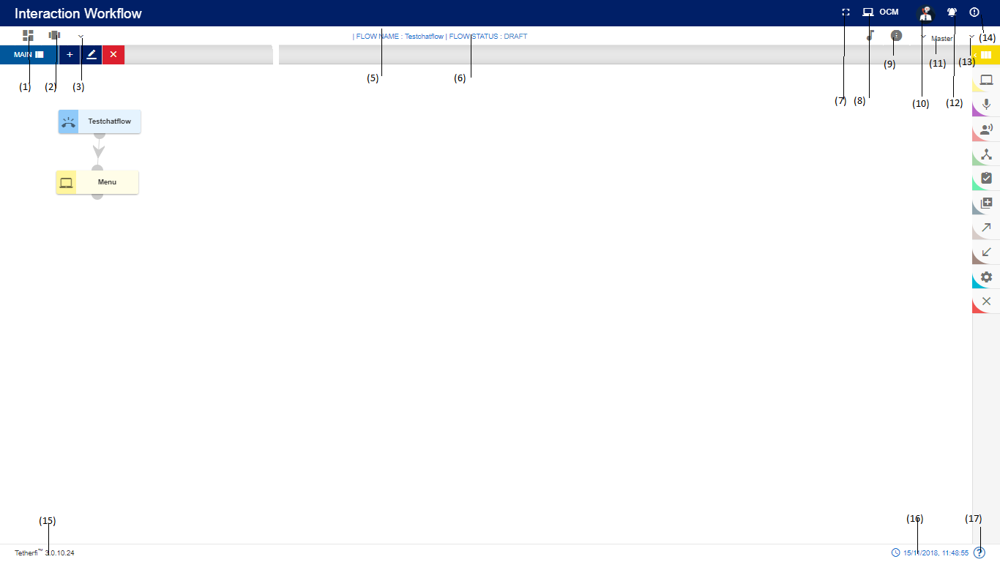 Interaction Workflow
OCM
| FLOW NAME : Testchatflow | FLOW STATUS : DRAFT
Master
(14)
MAIN
(1)
(2)
(3)
(5)
(6)
(7)
(8)
(9)
(10)
(11)
(12)
(13)
Testchatflow
Menu
(15)
(16)
(17)
Tetherfi™ 3.0.10.24
15/11/2018, 11:48:55